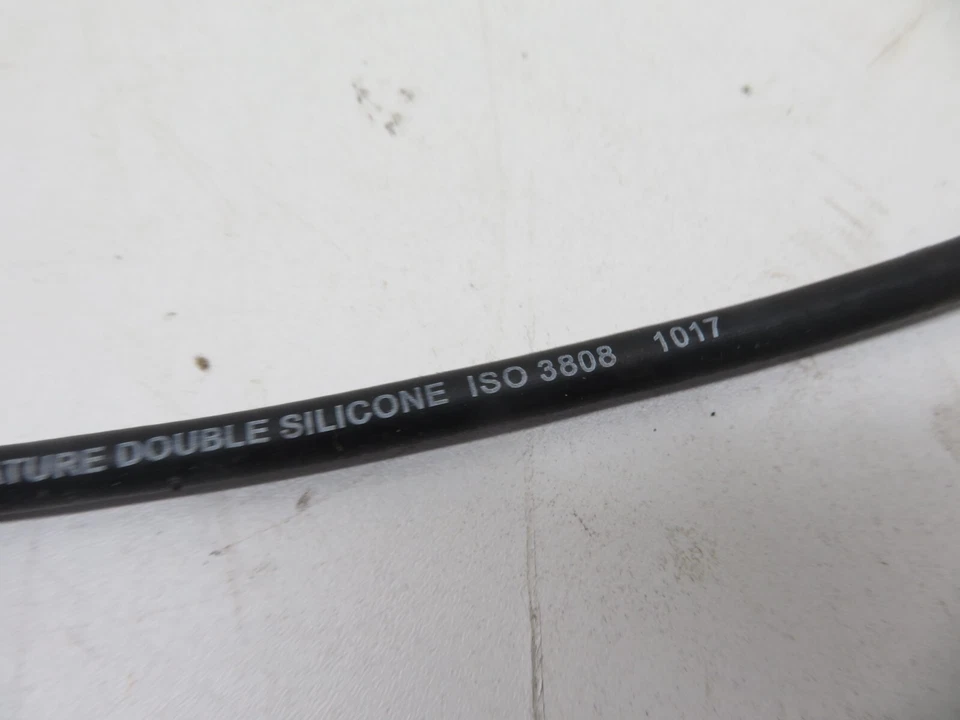 ATURE DOUBLE SILICONE ISO 3808 1017